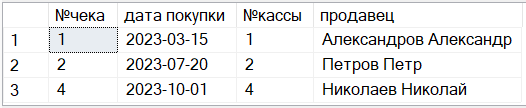 №чека дата покупки №кассы продавец
1 1 2023-03-15 1 Александров Александр
2 2 2023-07-20 2 Петров Петр
3 4 2023-10-01 4 Николаев Николай